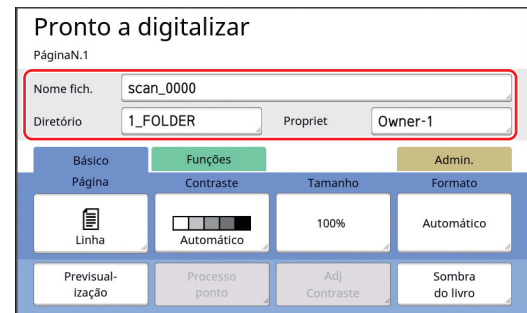 Pronto a digitalizar
PáginaN.1
Nome fich. scan_0000
Diretório 1_FOLDER Propriet Owner-1
Básico Funções Admin.
Página Contraste Tamanho Formato
Linha Automático 100% Automático
Previsual- Processo Adj Sombra
ização ponto Contraste do livro